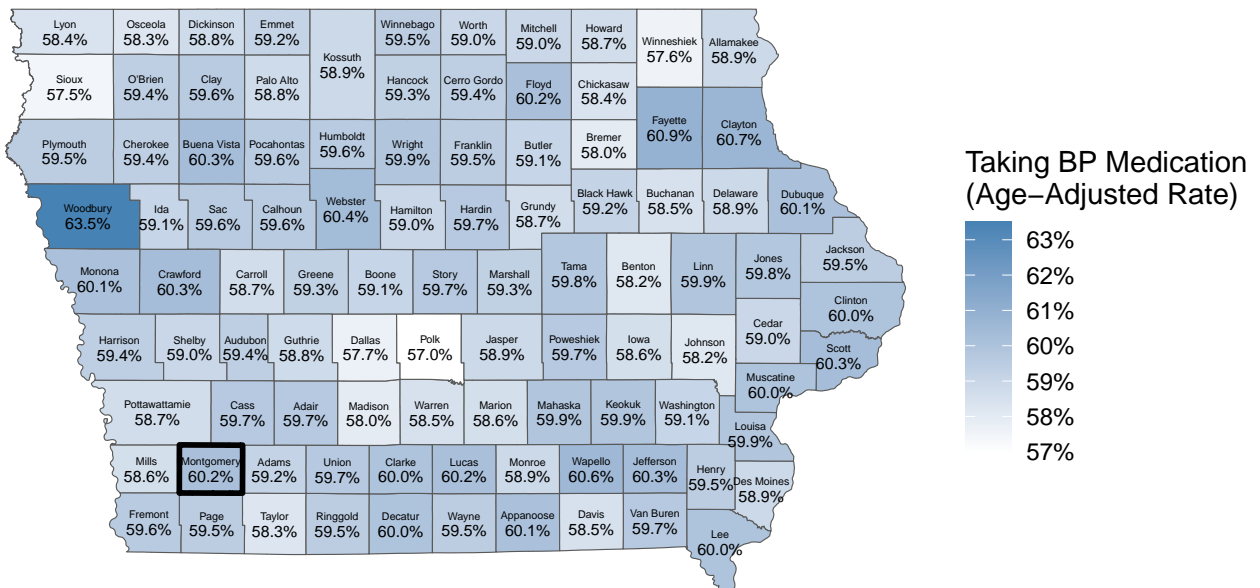 Lyon
58.4%
Osceola
58.3%
Dickinson
58.8%
Emmet
59.2%
Kossuth
58.9%
Winnebago
59.5%
Worth
59.0%
Mitchell
59.0%
Howard
58.7%
Winneshiek
57.6%
Allamakee
58.9%
Sioux
57.5%
O'Brien
59.4%
Clay
59.6%
Palo Alto
58.8%
Hancock
59.3%
Cerro Gordo
59.4%
Floyd
60.2%
Chickasaw
58.4%
Plymouth
59.5%
Cherokee
59.4%
Buena Vista
60.3%
Pocahontas
59.6%
Humboldt
59.6%
Wright
59.9%
Franklin
59.5%
Butler
59.1%
Bremer
58.0%
Fayette
60.9%
Clayton
60.7%
Woodbury
63.5%
Ida
59.1%
Sac
59.6%
Calhoun
59.6%
Webster
60.4%
Hamilton
59.0%
Hardin
59.7%
Grundy
58.7%
Black Hawk
59.2%
Buchanan
58.5%
Delaware
58.9%
Dubuque
60.1%
Monona
60.1%
Crawford
60.3%
Carroll
58.7%
Greene
59.3%
Boone
59.1%
Story
59.7%
Marshall
59.3%
Tama
59.8%
Benton
58.2%
Linn
59.9%
Jones
59.8%
Jackson
59.5%
Clinton
60.0%
Harrison
59.4%
Shelby
59.0%
Audubon
59.4%
Guthrie
58.8%
Dallas
57.7%
Polk
57.0%
Jasper
58.9%
Poweshiek
59.7%
Iowa
58.6%
Johnson
58.2%
Cedar
59.0%
Scott
60.3%
Muscatine
60.0%
Pottawattamie
58.7%
Cass
59.7%
Adair
59.7%
Madison
58.0%
Warren
58.5%
Marion
58.6%
Mahaska
59.9%
Keokuk
59.9%
Washington
59.1%
Louisa
59.9%
Mills
58.6%
Montgomery
60.2%
Adams
59.2%
Union
59.7%
Clarke
60.0%
Lucas
60.2%
Monroe
58.9%
Wapello
60.6%
Jefferson
60.3%
Henry
59.5%
Des Moines
58.9%
Fremont
59.6%
Page
59.5%
Taylor
58.3%
Ringgold
59.5%
Decatur
60.0%
Wayne
59.5%
Appanoose
60.1%
Davis
58.5%
Van Buren
59.7%
Lee
60.0%
Taking BP Medication
(Age−Adjusted Rate)
63%
62%
61%
60%
59%
58%
57%